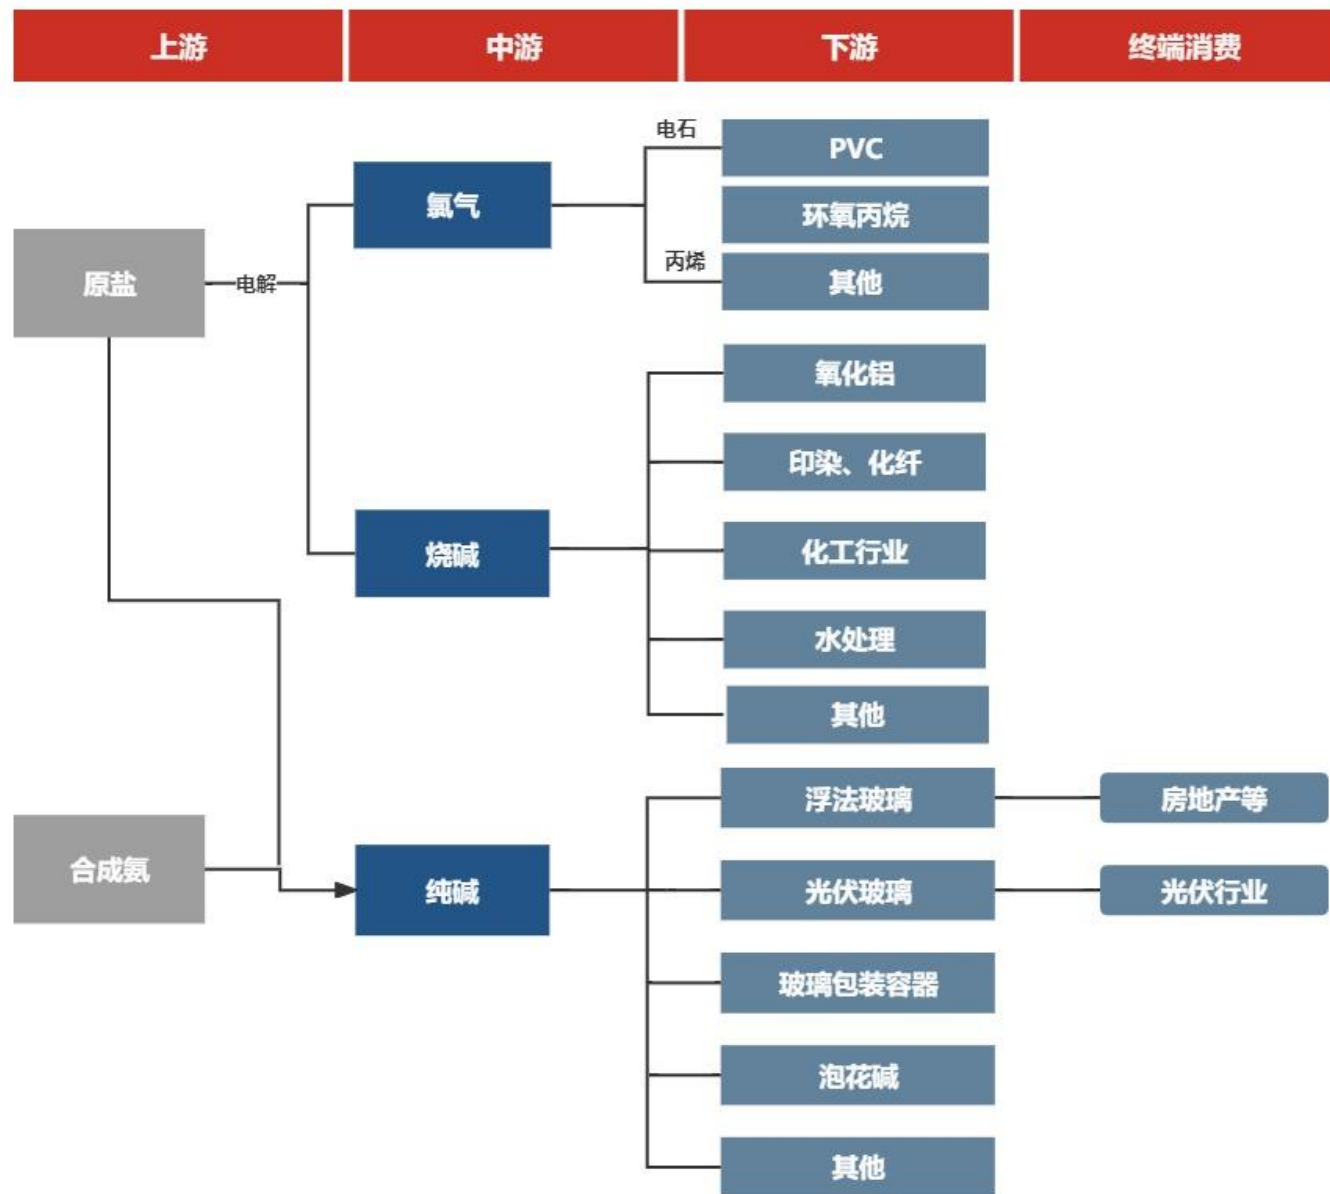 上游
中游
下游
终端消费
原盐
电解
氯气
电石
PVC
环氧丙烷
丙烯
其他
烧碱
氧化铝
印染、化纤
化工行业
水处理
其他
合成氨
纯碱
浮法玻璃
房地产等
光伏玻璃
光伏行业
玻璃包装容器
泡花碱
其他